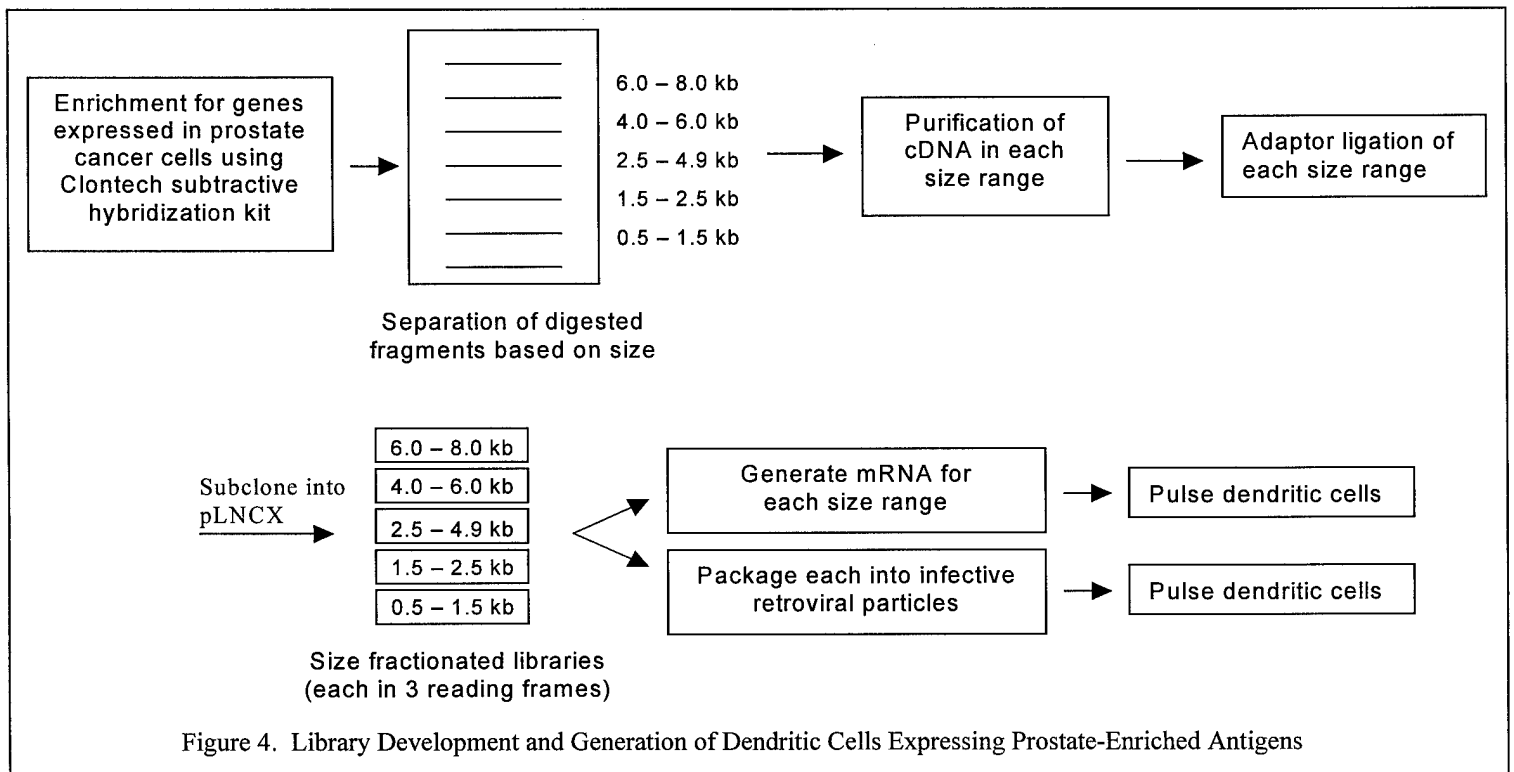 Enrichment for genes
expressed in prostate
cancer cells using
Clontech subtractive
hybridization kit
6.0 – 8.0 kb
4.0 – 6.0 kb
2.5 – 4.9 kb
1.5 – 2.5 kb
0.5 – 1.5 kb
Separation of digested
fragments based on size
Purification of
cDNA in each
size range
Adaptor ligation of
each size range
Subclone into
pLNCX
6.0 – 8.0 kb
4.0 – 6.0 kb
2.5 – 4.9 kb
1.5 – 2.5 kb
0.5 – 1.5 kb
Size fractionated libraries
(each in 3 reading frames)
Generate mRNA for
each size range
Pulse dendritic cells
Package each into infective
retroviral particles
Pulse dendritic cells
Figure 4. Library Development and Generation of Dendritic Cells Expressing Prostate-Enriched Antigens